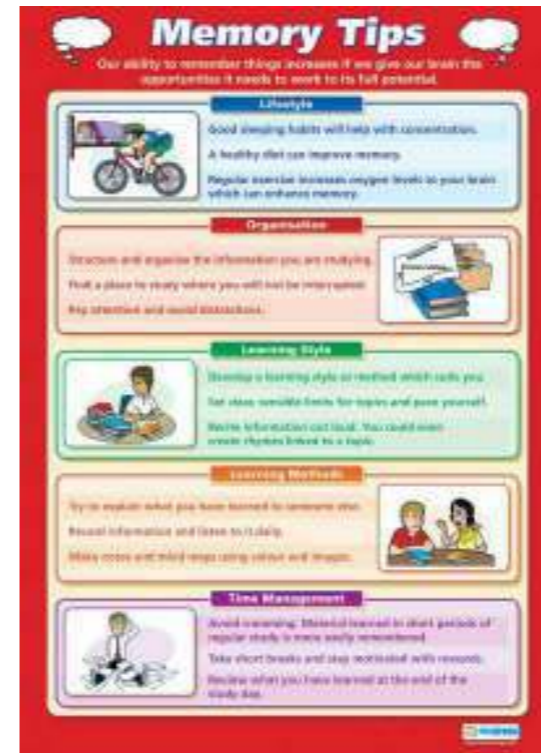 Memory Tips
Our ability to remember things increases if we give our brain the
opportunities it needs to work to its full potential.
Lifestyle
Good sleeping habits will help with concentration.
A healthy diet can improve memory.
Regular exercise increases oxygen levels to your brain
which can enhance memory.
Organisation
Structure and organise the information you are studying.
Find a place to study where you will not be interrupted.
Pay attention and avoid distractions.
Learning Style
Develop a learning style or method which suits you.
Set clear, sensible limits for topics and pace yourself.
Recite information out loud. You could even
create rhymes linked to a topic.
Learning Methods
Try to explain what you have learned to someone else.
Record information and listen to it daily.
Make notes and mind maps using colour and images.
Time Management
Avoid cramming. Material learned in short periods of
regular study is more easily remembered.
Take short breaks and stay motivated with rewards.
Review what you have learned at the end of the
study day.